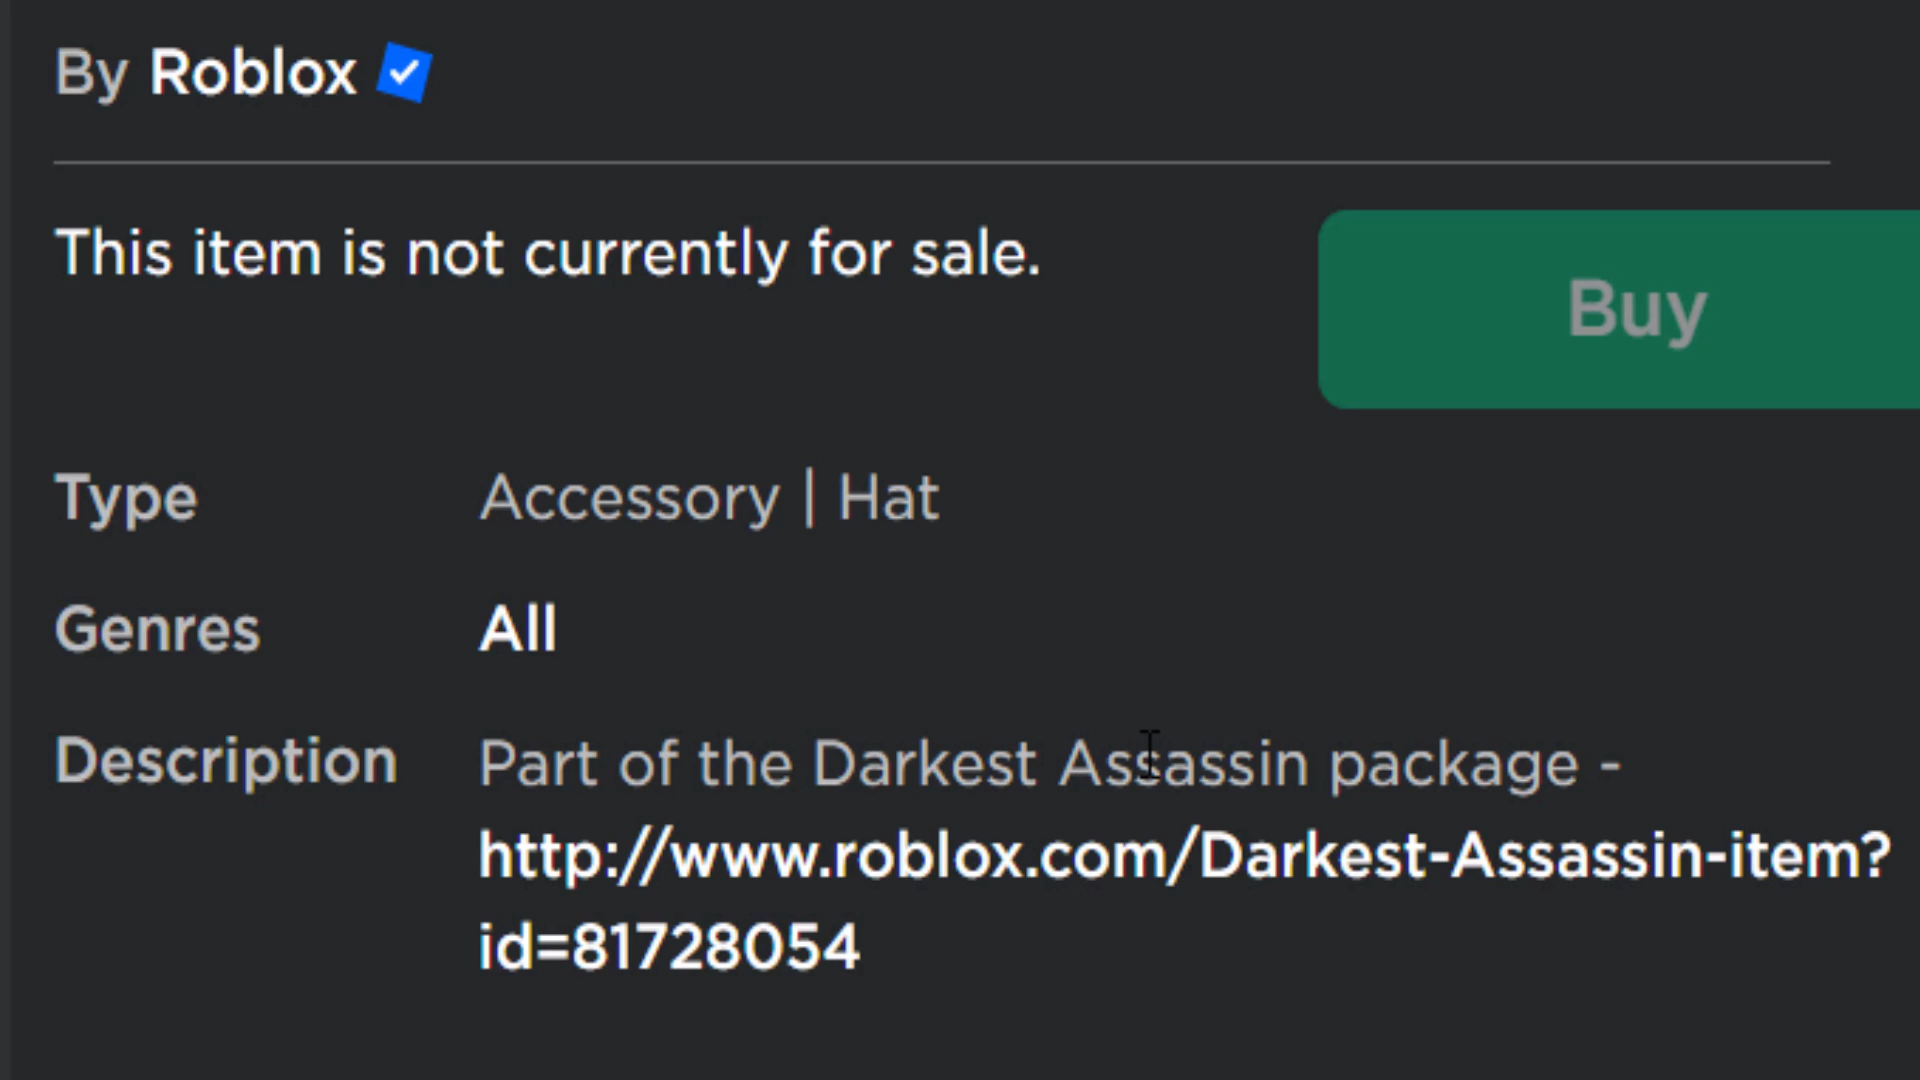 By Roblox
This item is not currently for sale.
Buy
Type Accessory | Hat
Genres All
Description Part of the Darkest Assassin package -
http://www.roblox.com/Darkest-Assassin-item?
id=81728054